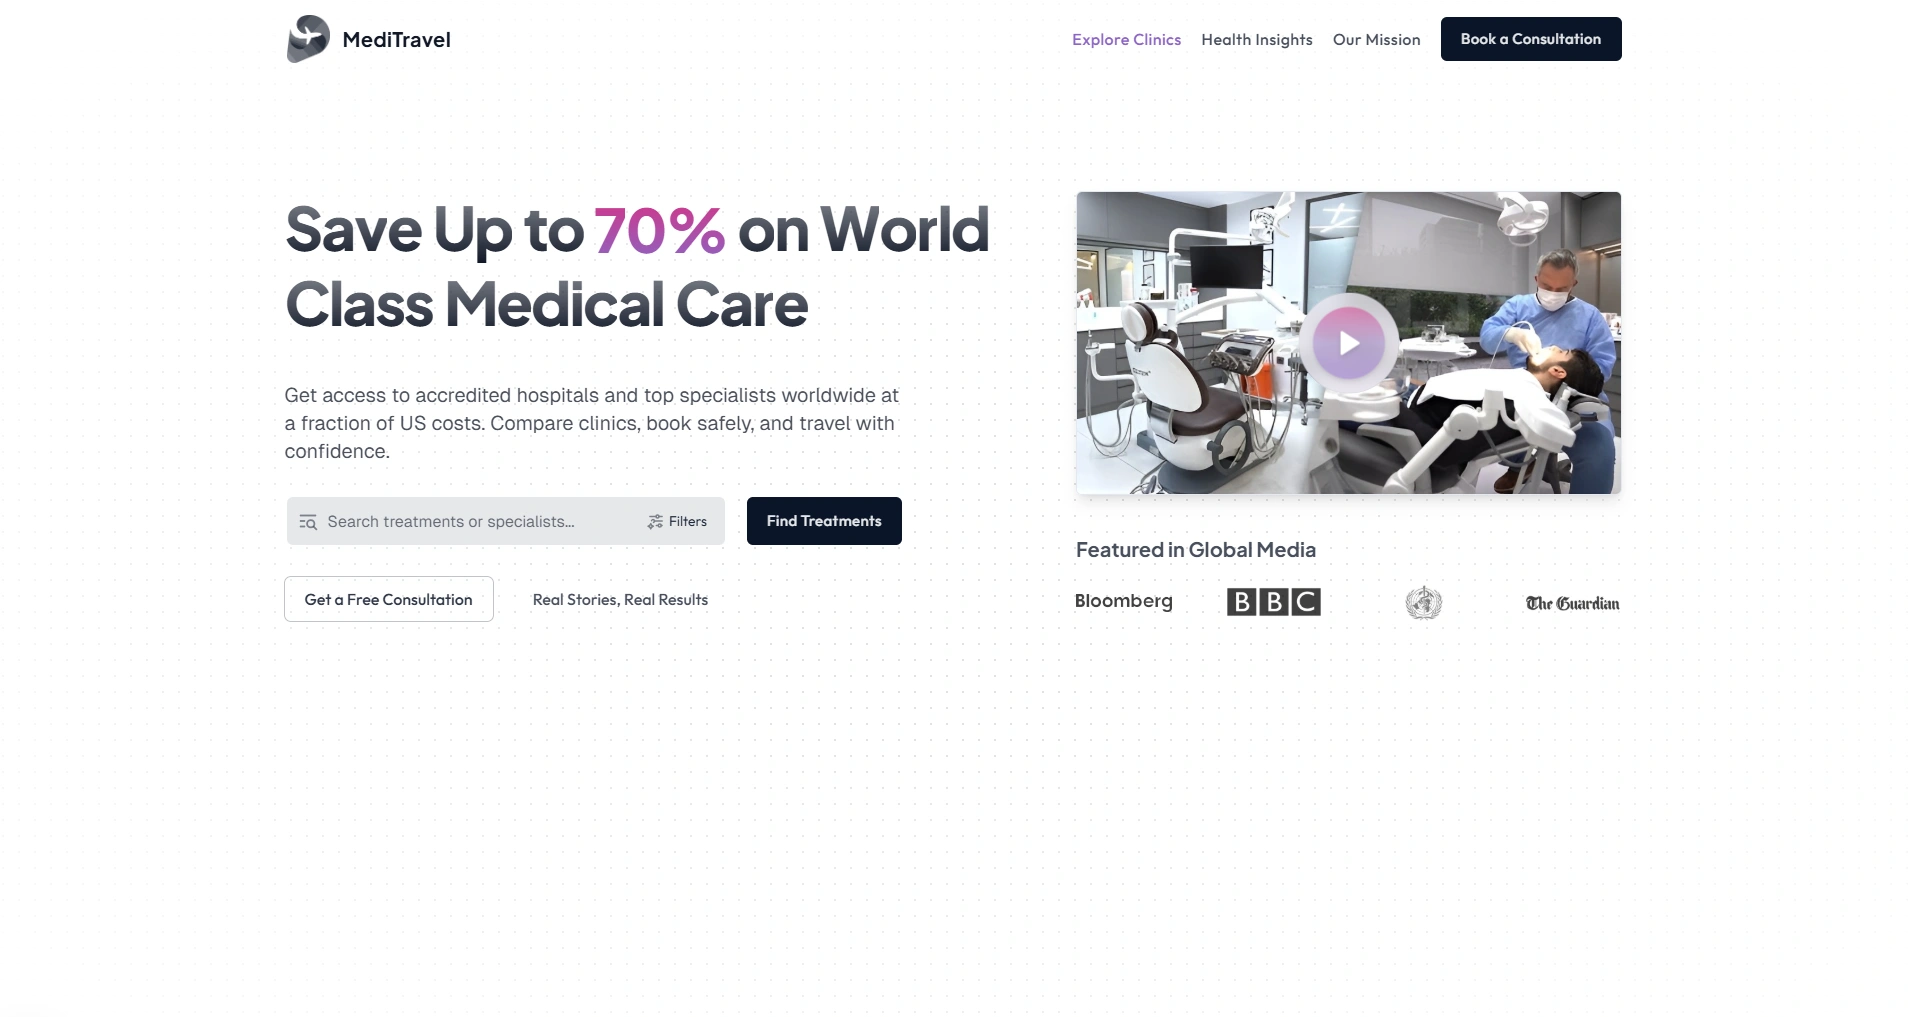 MediTravel
Explore Clinics
Health Insights
Our Mission
Book a Consultation
Save Up to 70% on World
Class Medical Care
Get access to accredited hospitals and top specialists worldwide at
a fraction of US costs. Compare clinics, book safely, and travel with
confidence.
Search treatments or specialists...
Filters
Find Treatments
Get a Free Consultation
Real Stories, Real Results
Featured in Global Media
Bloomberg
BBC
The Guardian